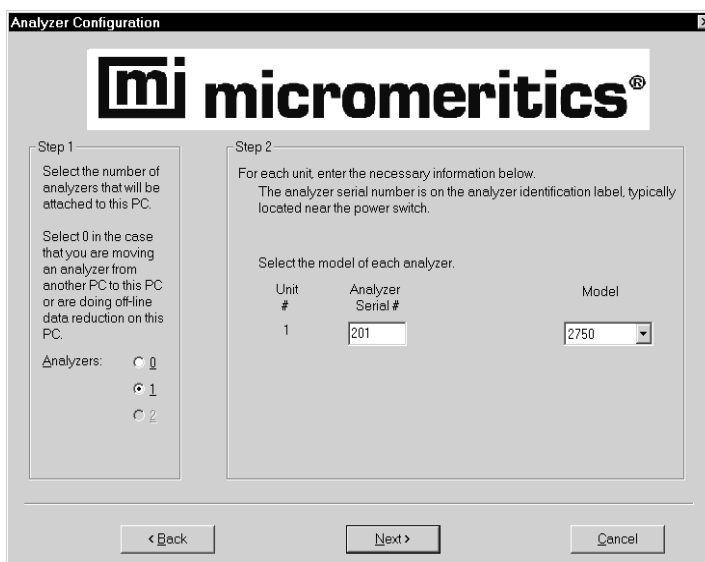 Analyzer Configuration
mi micromeritics®
Step 1
Select the number of
analyzers that will be
attached to this PC.
Select 0 in the case
that you are moving
an analyzer from
another PC to this PC
or are doing off-line
data reduction on this
PC.
Analyzers:
0
1
2
Step 2
For each unit, enter the necessary information below.
The analyzer serial number is on the analyzer identification label, typically
located near the power switch.
Select the model of each analyzer.
Unit
#
Analyzer
Serial #
Model
1
201
2750
< Back
Next >
Cancel